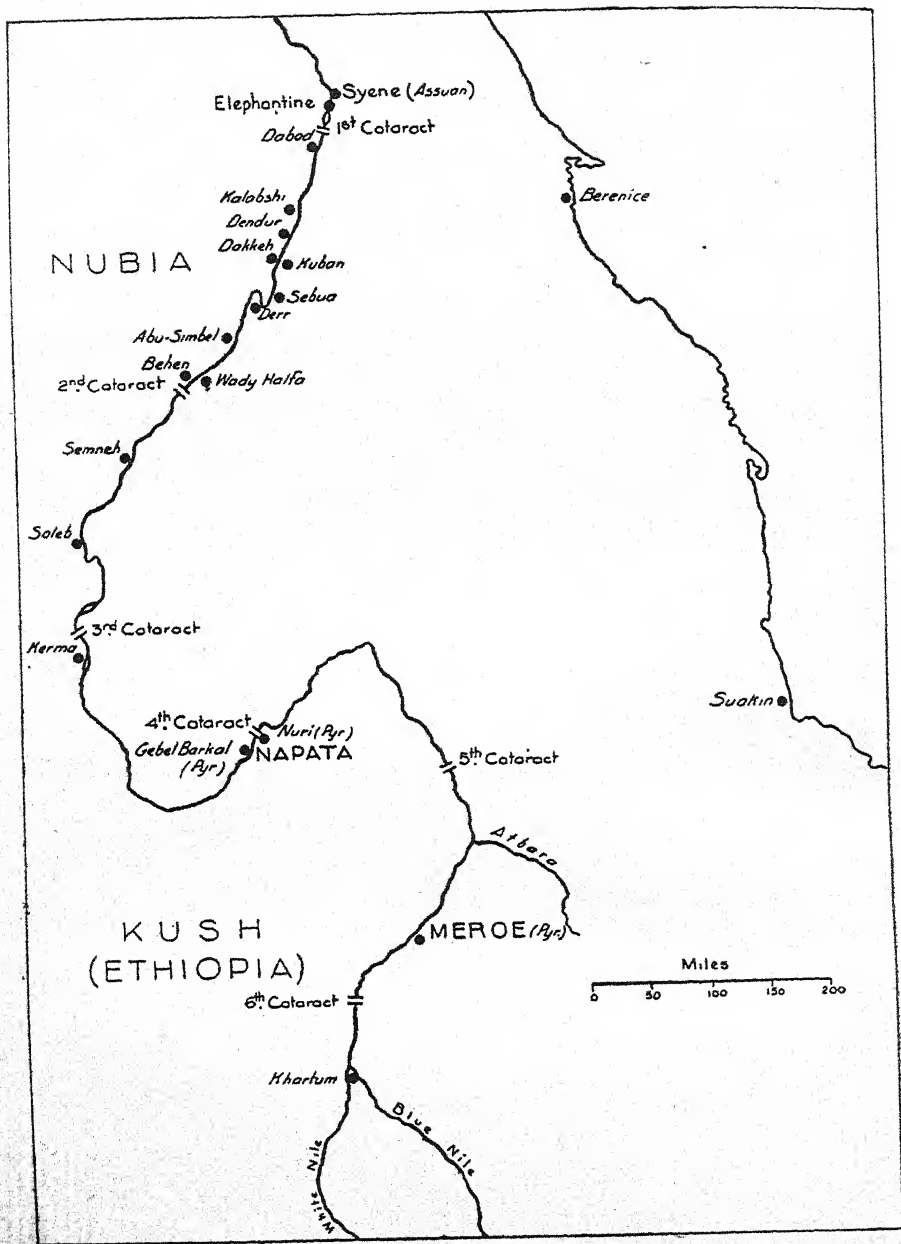 Syene (Assuan)
Elephantine
1st Cataract
Dabod
Kalabshi
Berenice
Dendur
Dakkeh
NUBIA
Kuban
Sebua
Derr
Abu-Simbel
Behen
2nd Cataract
Wady Halfa
Semneh
Soleb
3rd Cataract
Kerma
4th Cataract
Nuri (Pyr)
Gebel Barkal
(Pyr)
NAPATA
Suakin
5th Cataract
Atbara
KUSH
(ETHIOPIA)
MEROE (Pyr.)
Miles
0 50 100 150 200
6th Cataract
Khartum
Blue Nile
White Nile